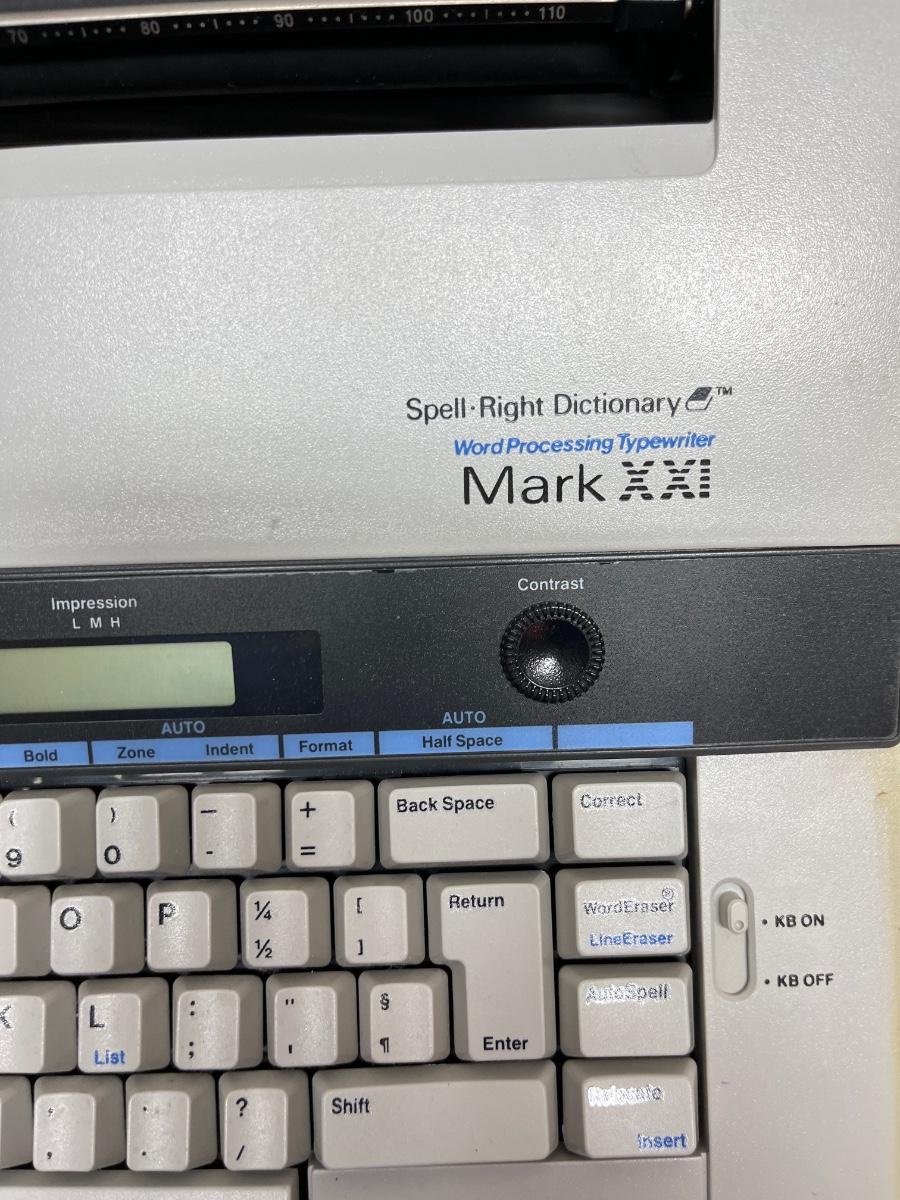 70 80 90 100 110
Spell·Right Dictionary™
Word Processing Typewriter
Mark XXI
Impression
L M H
Contrast
AUTO
AUTO
Bold Zone Indent Format Half Space
( ) — + Back Space Correct
9 0 - =
O P ¼ [ Return WordEraser®
½ ] LineEraser
KB ON
KB OFF
K L : " § AutoSpell
List ; ' ¶ Enter
, . ? Shift Relocate
, . / Insert